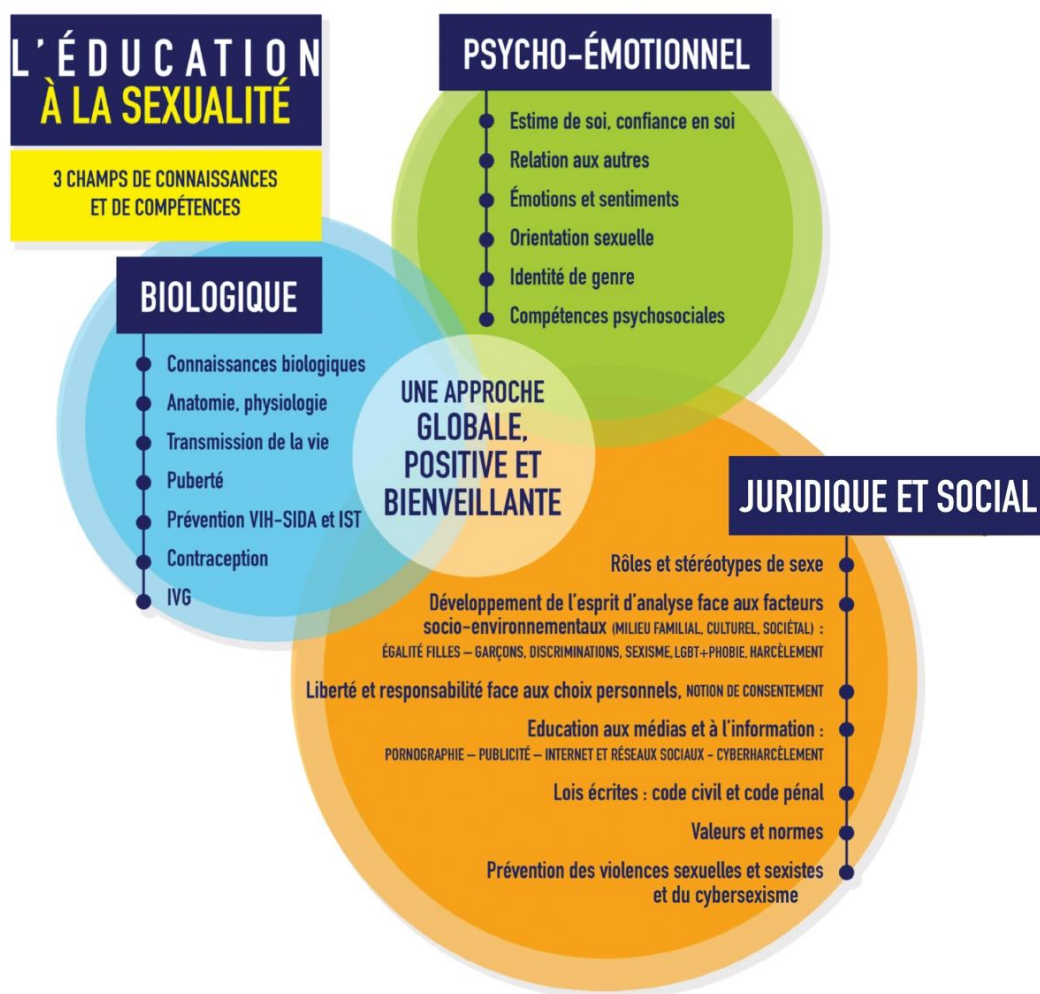 L'ÉDUCATION
À LA SEXUALITÉ
3 CHAMPS DE CONNAISSANCES
ET DE COMPÉTENCES
PSYCHO-ÉMOTIONNEL
Estime de soi, confiance en soi
Relation aux autres
Émotions et sentiments
Orientation sexuelle
Identité de genre
Compétences psychosociales
BIOLOGIQUE
Connaissances biologiques
Anatomie, physiologie
Transmission de la vie
Puberté
Prévention VIH-SIDA et IST
Contraception
IVG
UNE APPROCHE
GLOBALE,
POSITIVE ET
BIENVEILLANTE
JURIDIQUE ET SOCIAL
Rôles et stéréotypes de sexe
Développement de l'esprit d'analyse face aux facteurs
socio-environnementaux (MILIEU FAMILIAL, CULTUREL, SOCIÉTAL) :
ÉGALITÉ FILLES – GARÇONS, DISCRIMINATIONS, SEXISME, LGBT+PHOBIE, HARCÈLEMENT
Liberté et responsabilité face aux choix personnels, NOTION DE CONSENTEMENT
Education aux médias et à l'information :
PORNOGRAPHIE – PUBLICITÉ – INTERNET ET RÉSEAUX SOCIAUX - CYBERHARCÈLEMENT
Lois écrites : code civil et code pénal
Valeurs et normes
Prévention des violences sexuelles et sexistes
et du cybersexisme